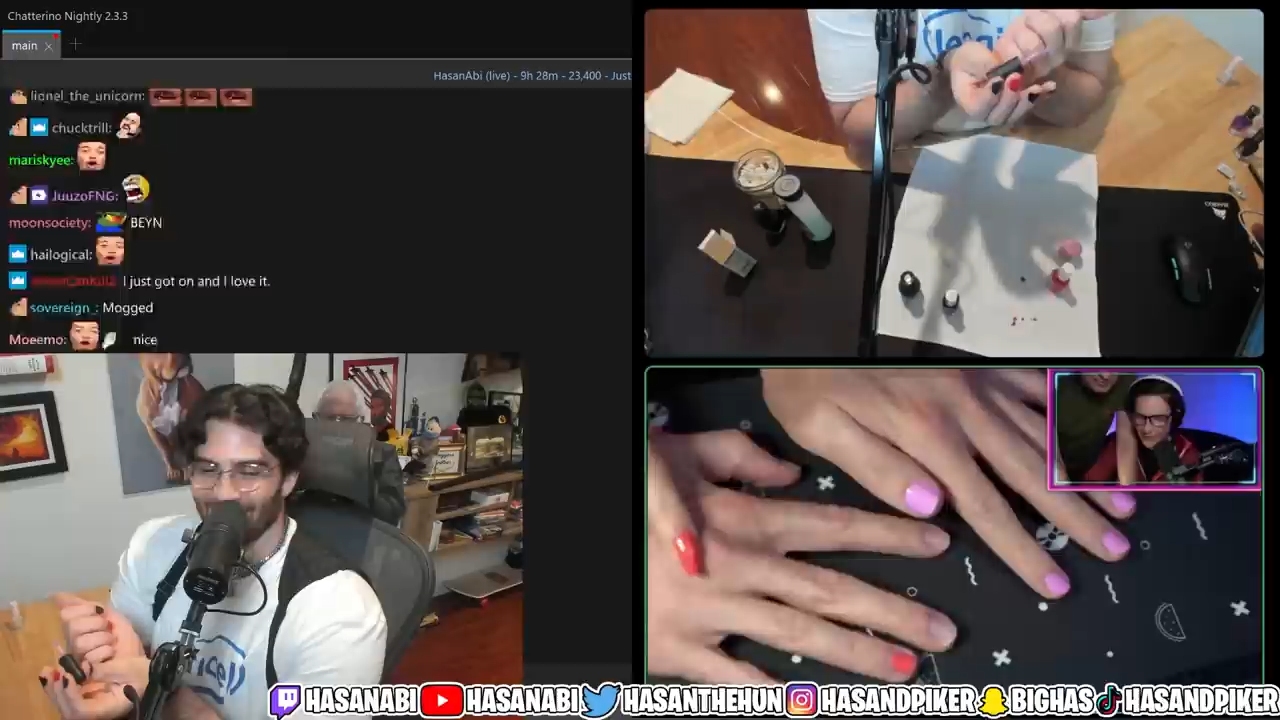 Chatterino Nightly 2.3.3
main
HasanAbi (live) - 9h 28m - 23,400 - Just
lionel_the_unicorn:
chucktrill:
mariskyee:
JuuzoFNG:
moonsociety: BEYN
hailogical:
I just got on and I love it.
sovereign_: Mogged
Moeemo: nice
HASANABI HASANABI HASANTHEHUN HASANDPIKER BIGHAS HASANDPIKER